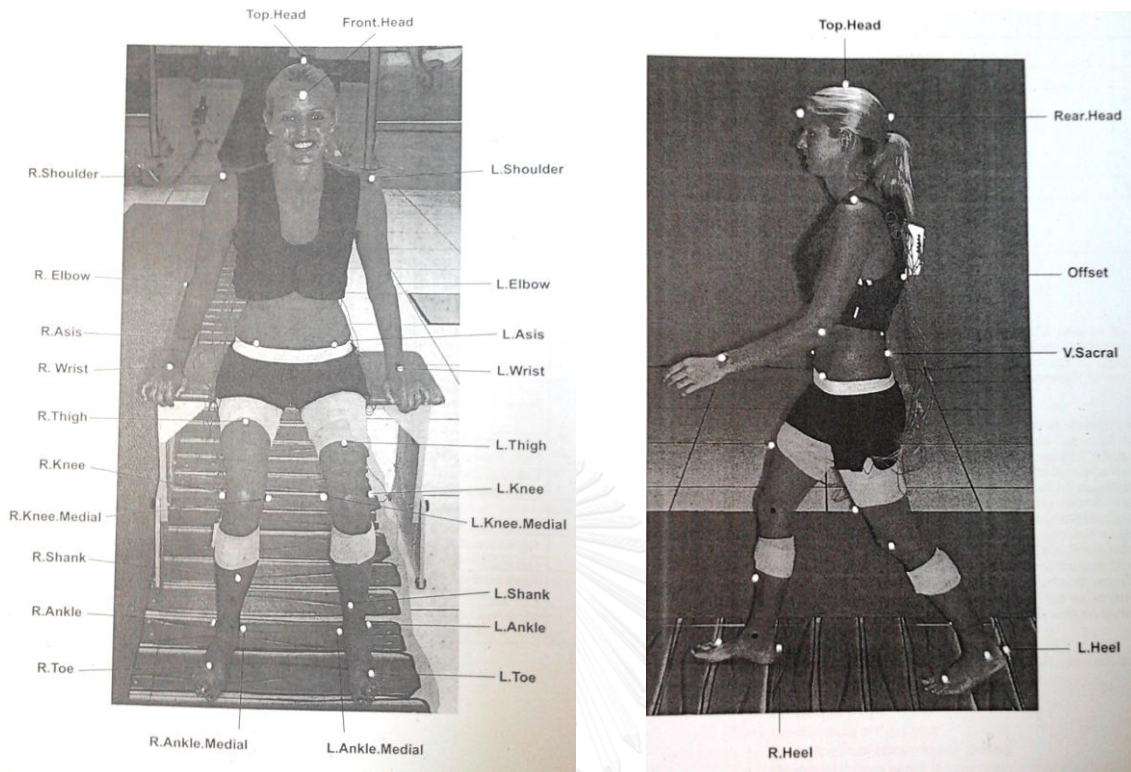 Top.Head
Front.Head
R.Shoulder
L.Shoulder
R. Elbow
L.Elbow
R.Asis
L.Asis
R. Wrist
L.Wrist
R.Thigh
L.Thigh
R.Knee
L.Knee
R.Knee.Medial
L.Knee.Medial
R.Shank
L.Shank
R.Ankle
L.Ankle
R.Toe
L.Toe
R.Ankle.Medial
L.Ankle.Medial
Top.Head
Rear.Head
Offset
V.Sacral
L.Heel
R.Heel